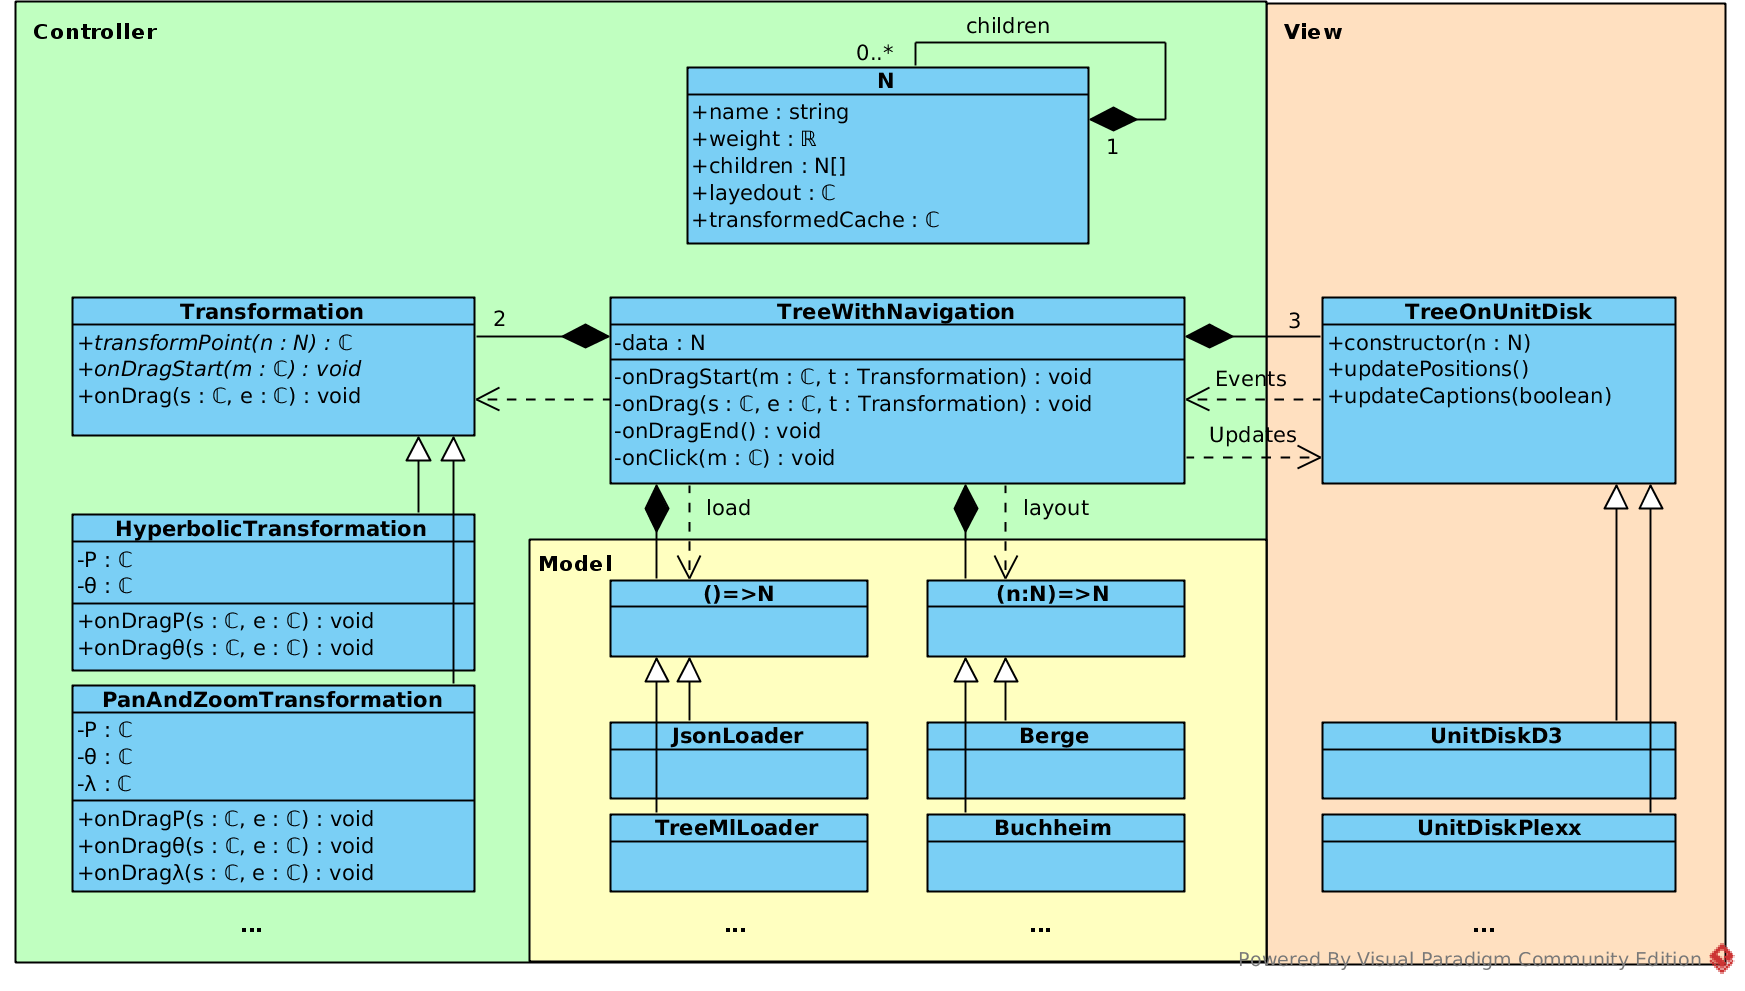 Controller
View
children
0..*
N
+name : string
+weight : ℝ
+children : N[]
+layedout : ℂ
+transformedCache : ℂ
1
Transformation
+transformPoint(n : N) : ℂ
+onDragStart(m : ℂ) : void
+onDrag(s : ℂ, e : ℂ) : void
2
TreeWithNavigation
-data : N
-onDragStart(m : ℂ, t : Transformation) : void
-onDrag(s : ℂ, e : ℂ, t : Transformation) : void
-onDragEnd() : void
-onClick(m : ℂ) : void
3
Events
Updates
TreeOnUnitDisk
+constructor(n : N)
+updatePositions()
+updateCaptions(boolean)
load
layout
HyperbolicTransformation
-P : ℂ
-θ : ℂ
+onDragP(s : ℂ, e : ℂ) : void
+onDragθ(s : ℂ, e : ℂ) : void
PanAndZoomTransformation
-P : ℂ
-θ : ℂ
-λ : ℂ
+onDragP(s : ℂ, e : ℂ) : void
+onDragθ(s : ℂ, e : ℂ) : void
+onDragλ(s : ℂ, e : ℂ) : void
...
Model
()=>N
(n:N)=>N
JsonLoader
Berge
TreeMlLoader
Buchheim
...
...
UnitDiskD3
UnitDiskPlexx
...
Powered By Visual Paradigm Community Edition